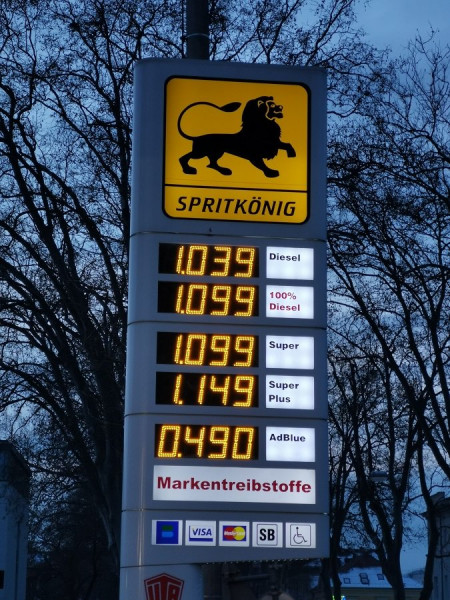 SPRITKÖNIG
1.039 Diesel
1.099 100%
Diesel
1.099 Super
1.149 Super
Plus
0.490 AdBlue
Markentreibstoffe
VISA MasterCard SB